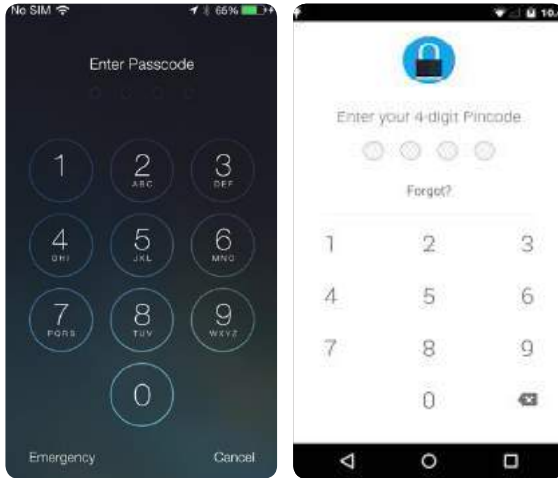 No SIM 65%
Enter Passcode
1 2 3
ABC DEF
4 5 6
GHI JKL MNO
7 8 9
PQRS TUV WXYZ
0
Emergency Cancel
10.
Enter your 4-digit Pincode
Forgot?
1 2 3
4 5 6
7 8 9
0